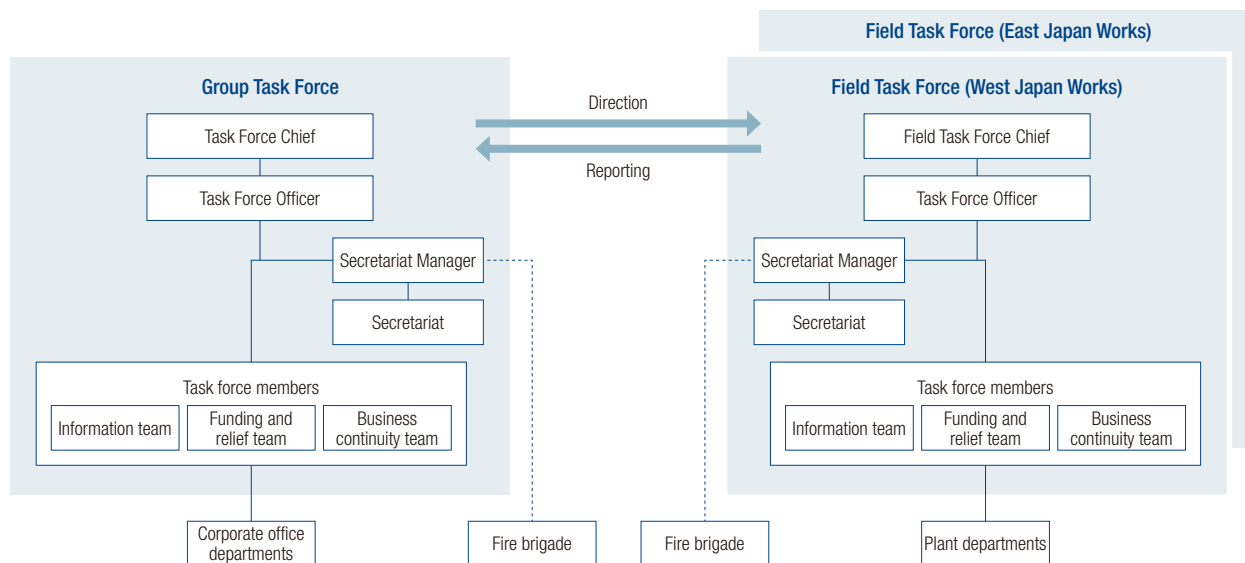 Field Task Force (East Japan Works)
Group Task Force
Field Task Force (West Japan Works)
Direction
Reporting
Task Force Chief
Task Force Officer
Secretariat Manager
Secretariat
Task force members
Information team
Funding and
relief team
Business
continuity team
Corporate office
departments
Fire brigade
Field Task Force Chief
Task Force Officer
Secretariat Manager
Secretariat
Task force members
Information team
Funding and
relief team
Business
continuity team
Fire brigade
Plant departments